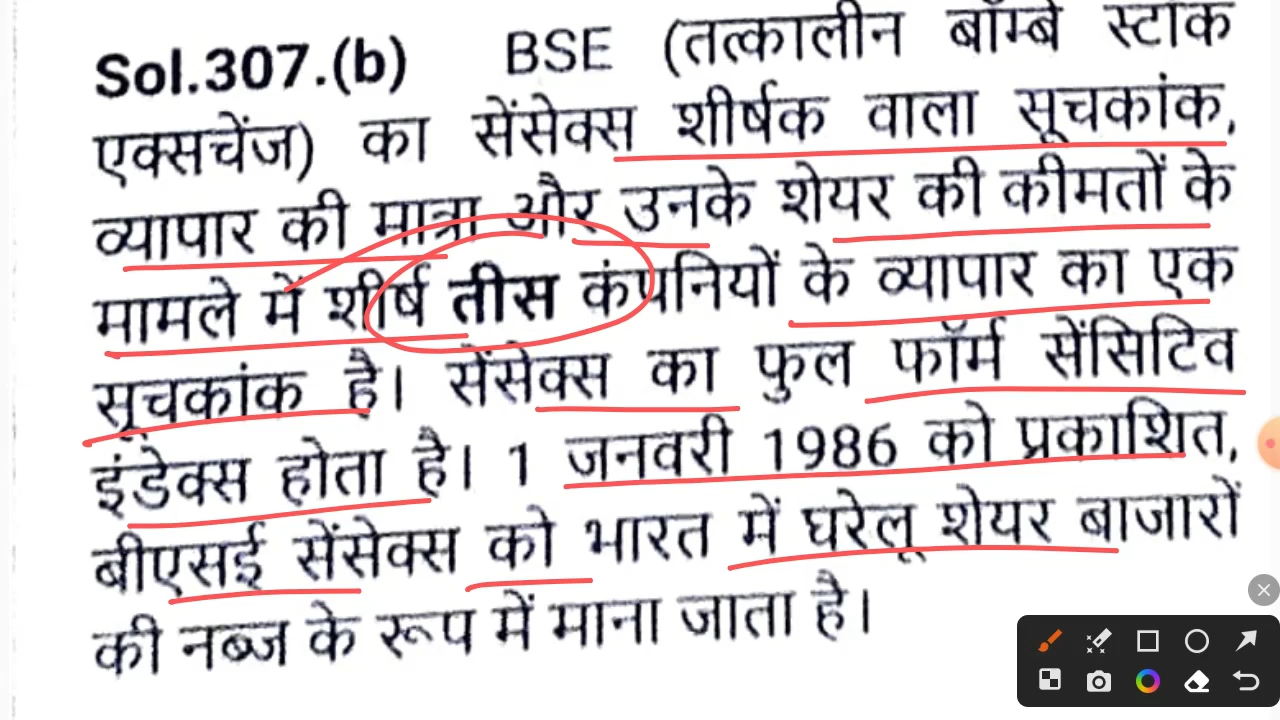 Sol.307.(b) BSE (तत्कालीन बॉम्बे स्टॉक
एक्सचेंज) का सेंसेक्स शीर्षक वाला सूचकांक,
व्यापार की मात्रा और उनके शेयर की कीमतों के
मामले में शीर्ष तीस कंपनियों के व्यापार का एक
सूचकांक है। सेंसेक्स का फुल फॉर्म सेंसिटिव
इंडेक्स होता है। 1 जनवरी 1986 को प्रकाशित,
बीएसई सेंसेक्स को भारत में घरेलू शेयर बाजारों
की नब्ज के रूप में माना जाता है।